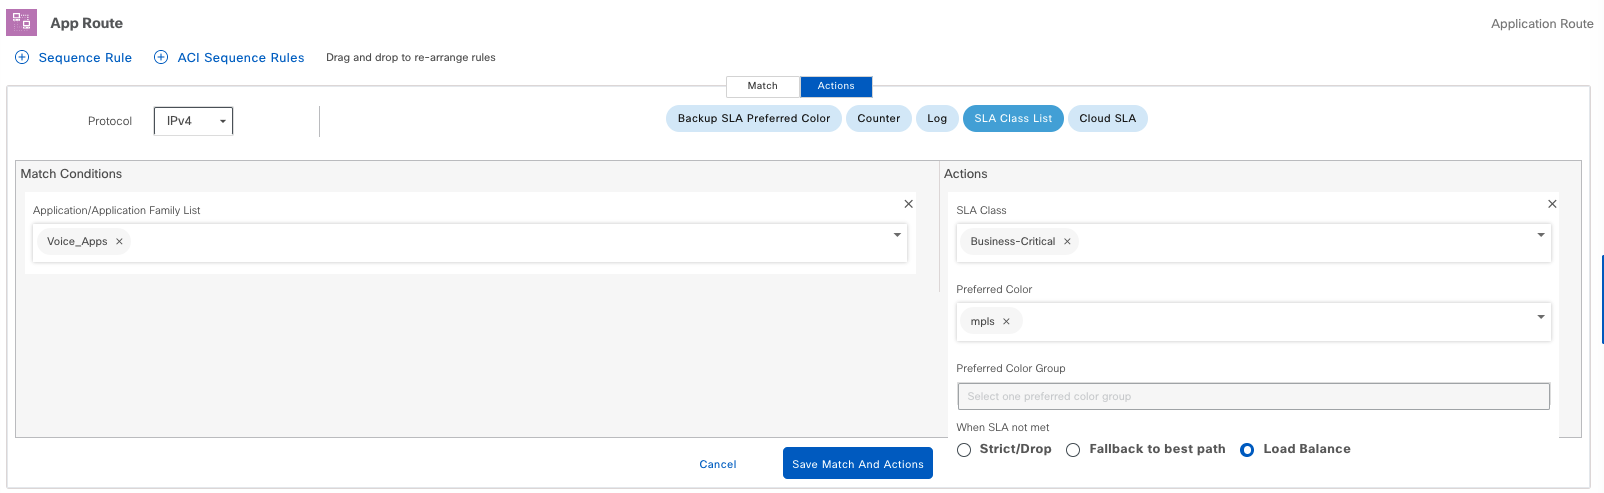 App Route
Application Route
Sequence Rule
ACI Sequence Rules
Drag and drop to re-arrange rules
Match
Actions
Protocol
IPv4
Backup SLA Preferred Color
Counter
Log
SLA Class List
Cloud SLA
Match Conditions
Application/Application Family List
Voice_Apps ×
Actions
SLA Class
Business-Critical ×
Preferred Color
mpls ×
Preferred Color Group
Select one preferred color group
When SLA not met
Strict/Drop
Fallback to best path
Load Balance
Cancel
Save Match And Actions